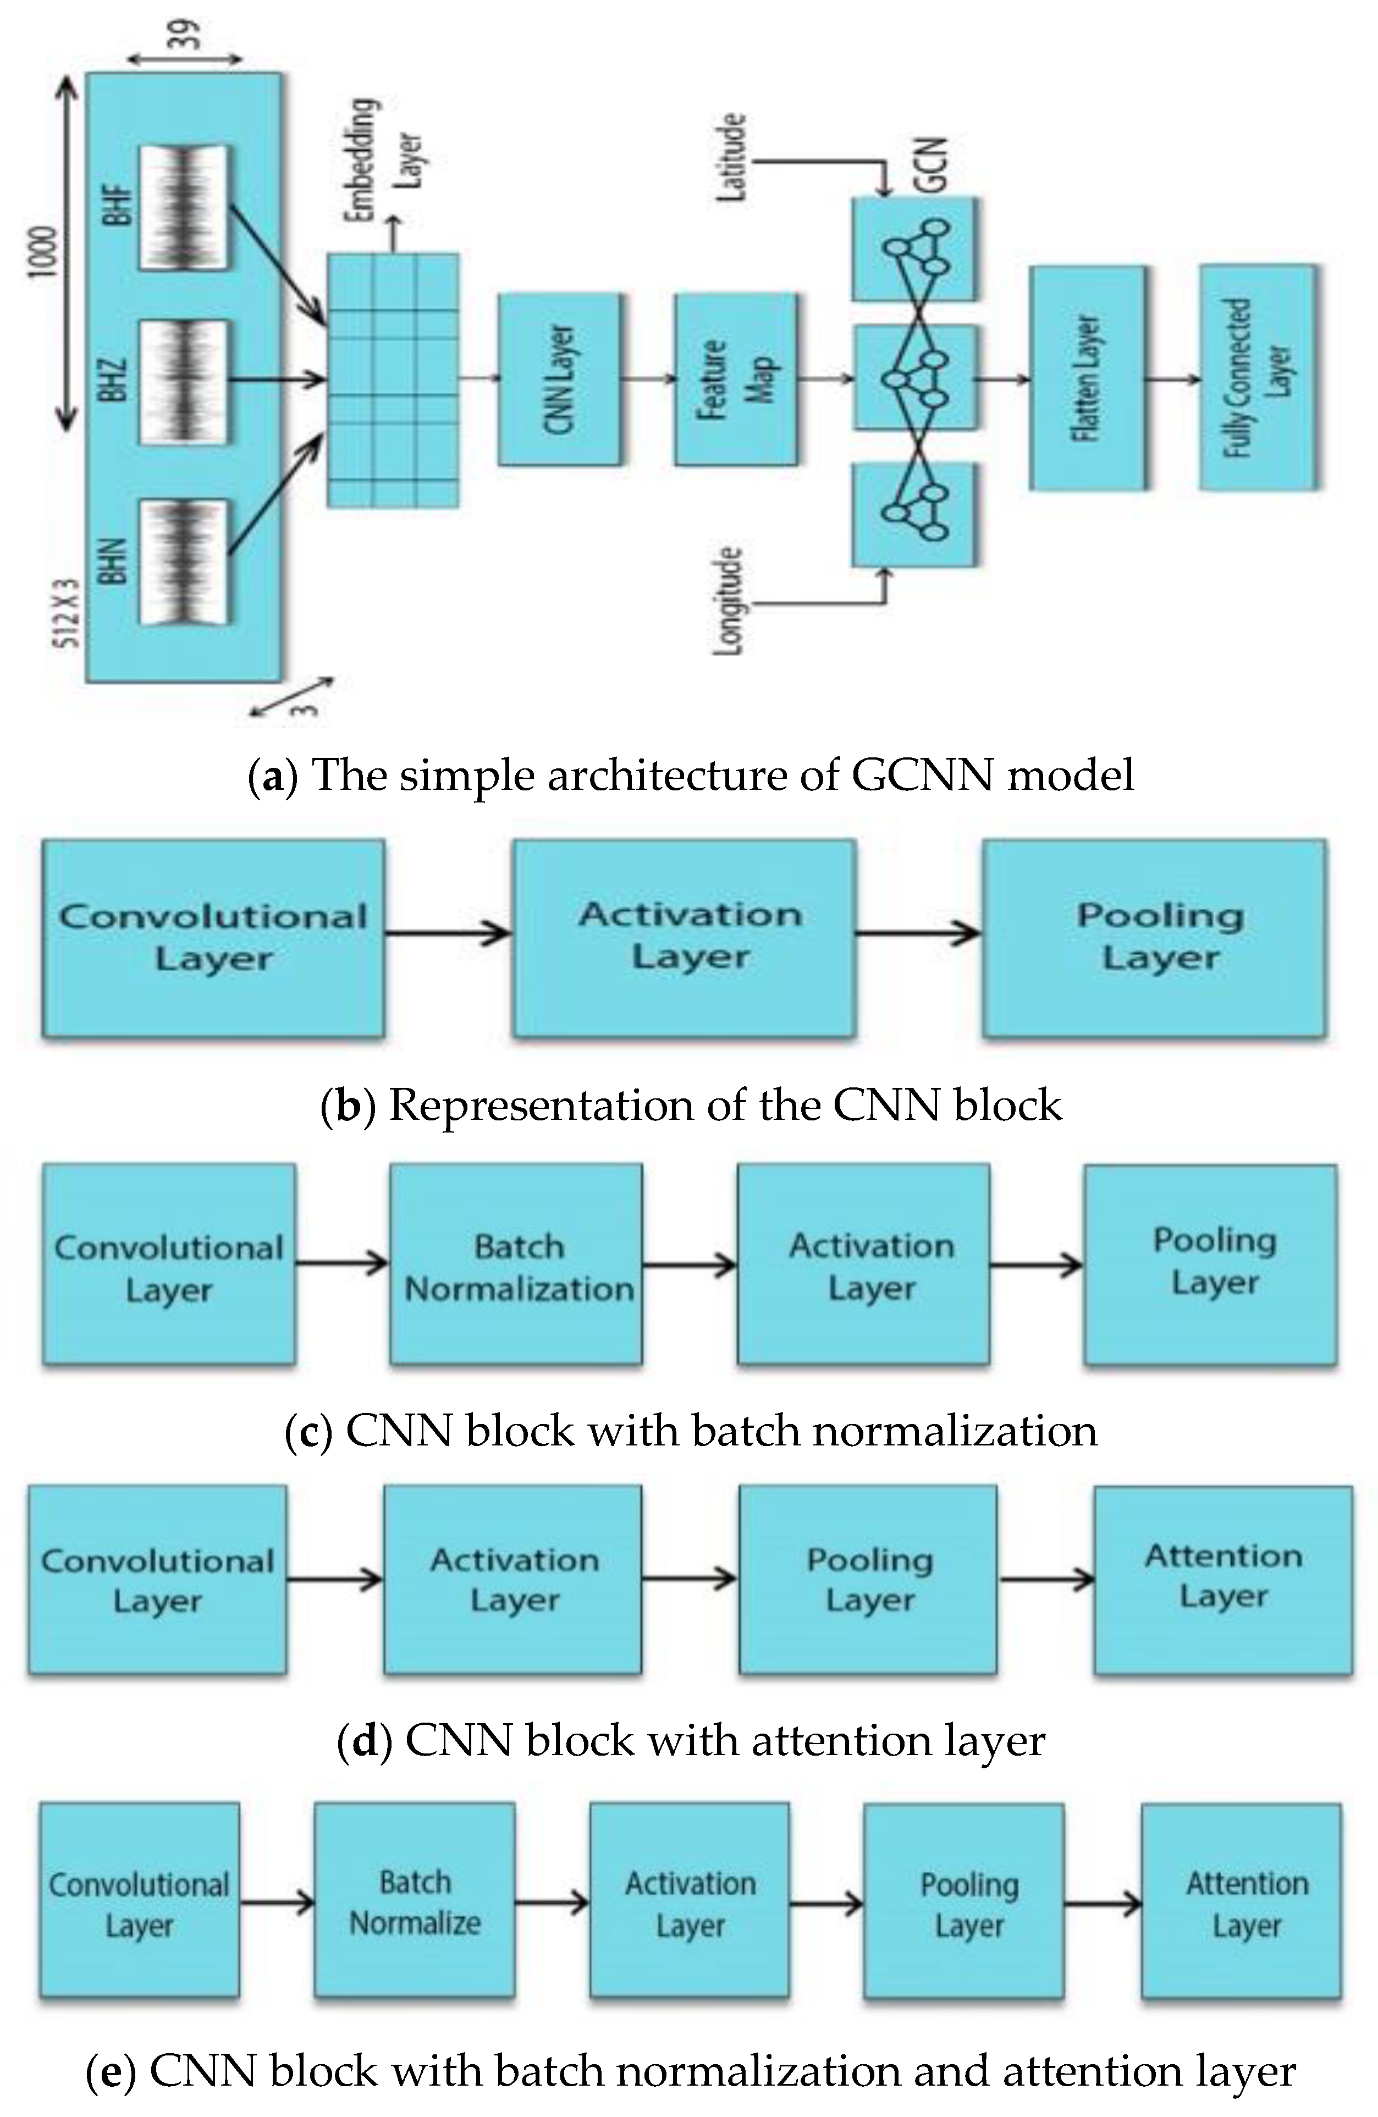 39
1000
BHF
BHZ
BHN
512 X 3
3
Embedding
Layer
CNN Layer
Feature
Map
Latitude
Longitude
GCN
Flatten Layer
Fully Connected
Layer
(a) The simple architecture of GCNN model
Convolutional
Layer
Activation
Layer
Pooling
Layer
(b) Representation of the CNN block
Convolutional
Layer
Batch
Normalization
Activation
Layer
Pooling
Layer
(c) CNN block with batch normalization
Convolutional
Layer
Activation
Layer
Pooling
Layer
Attention
Layer
(d) CNN block with attention layer
Convolutional
Layer
Batch
Normalize
Activation
Layer
Pooling
Layer
Attention
Layer
(e) CNN block with batch normalization and attention layer